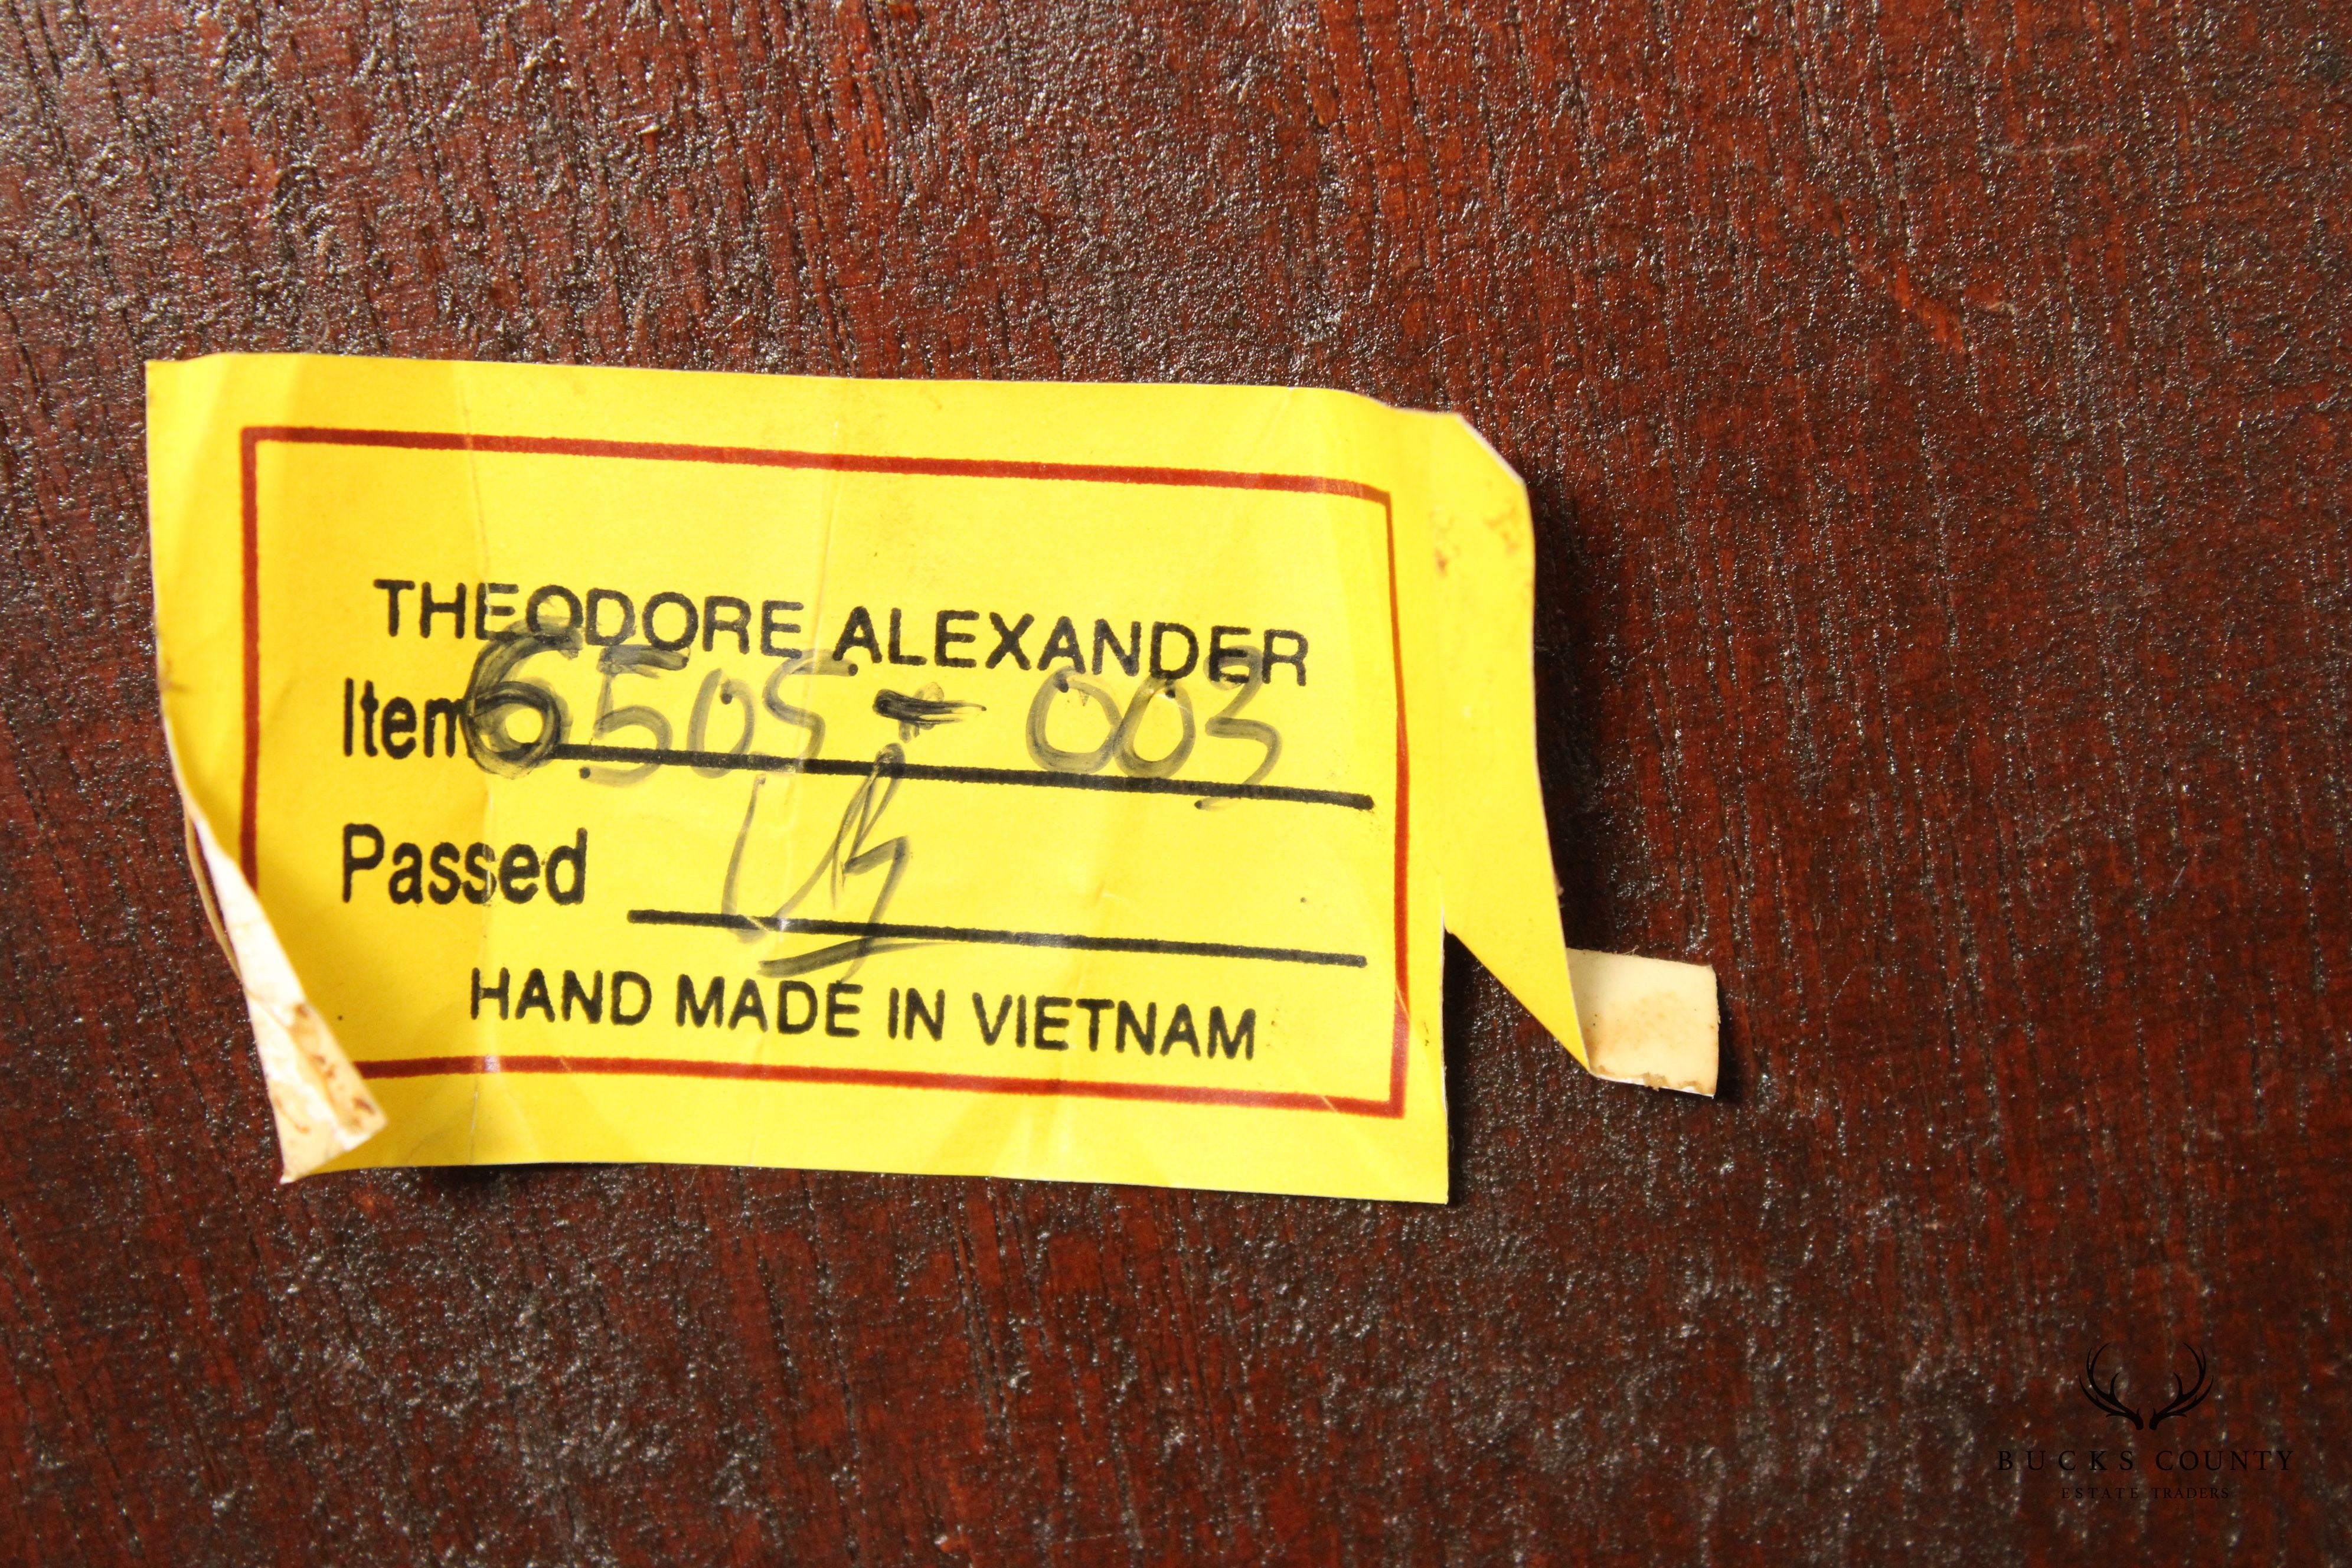 THEODORE ALEXANDER
Item 6505-003
Passed
HAND MADE IN VIETNAM
BUCKS COUNTY
ESTATE TRADERS